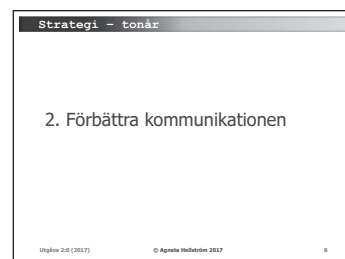 Strategi – tonår
2. Förbättra kommunikationen
Utgåva 2:0 (2017) © Agneta Hellström 2017 8